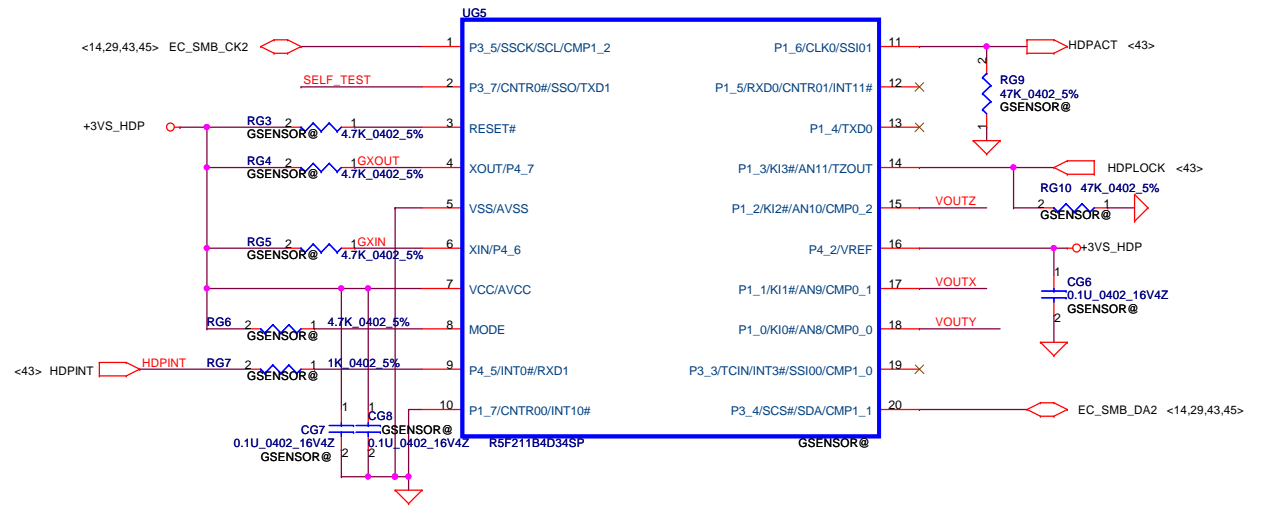 UG5
<14,29,43,45> EC_SMB_CK2 1 P3_5/SSCK/SCL/CMP1_2 P1_6/CLK0/SSI01 11 HDPACT <43>
SELF_TEST 2 P3_7/CNTR0#/SSO/TXD1 P1_5/RXD0/CNTR01/INT11# 12
2 RG9 47K_0402_5% GSENSOR@ 1
+3VS_HDP RG3 2 1 3 RESET# P1_4/TXD0 13
GSENSOR@ 4.7K_0402_5%
RG4 2 1 GXOUT 4 XOUT/P4_7 P1_3/KI3#/AN11/TZOUT 14 HDPLOCK <43>
GSENSOR@ 4.7K_0402_5%
RG10 47K_0402_5%
5 VSS/AVSS P1_2/KI2#/AN10/CMP0_2 15 VOUTZ 2 1
GSENSOR@
RG5 2 1 GXIN 6 XIN/P4_6 P4_2/VREF 16 +3VS_HDP
GSENSOR@ 4.7K_0402_5%
7 VCC/AVCC P1_1/KI1#/AN9/CMP0_1 17 VOUTX
1 CG6
0.1U_0402_16V4Z
GSENSOR@
2
RG6 2 1 4.7K_0402_5% 8 MODE P1_0/KI0#/AN8/CMP0_0 18 VOUTY
GSENSOR@
<43> HDPINT HDPINT RG7 2 1 1K_0402_5% 9 P4_5/INT0#/RXD1 P3_3/TCIN/INT3#/SSI00/CMP1_0 19
GSENSOR@
10 P1_7/CNTR00/INT10# P3_4/SCS#/SDA/CMP1_1 20 EC_SMB_DA2 <14,29,43,45>
1 1 CG8
CG7 GSENSOR@
0.1U_0402_16V4Z 0.1U_0402_16V4Z R5F211B4D34SP GSENSOR@
GSENSOR@ 2 2